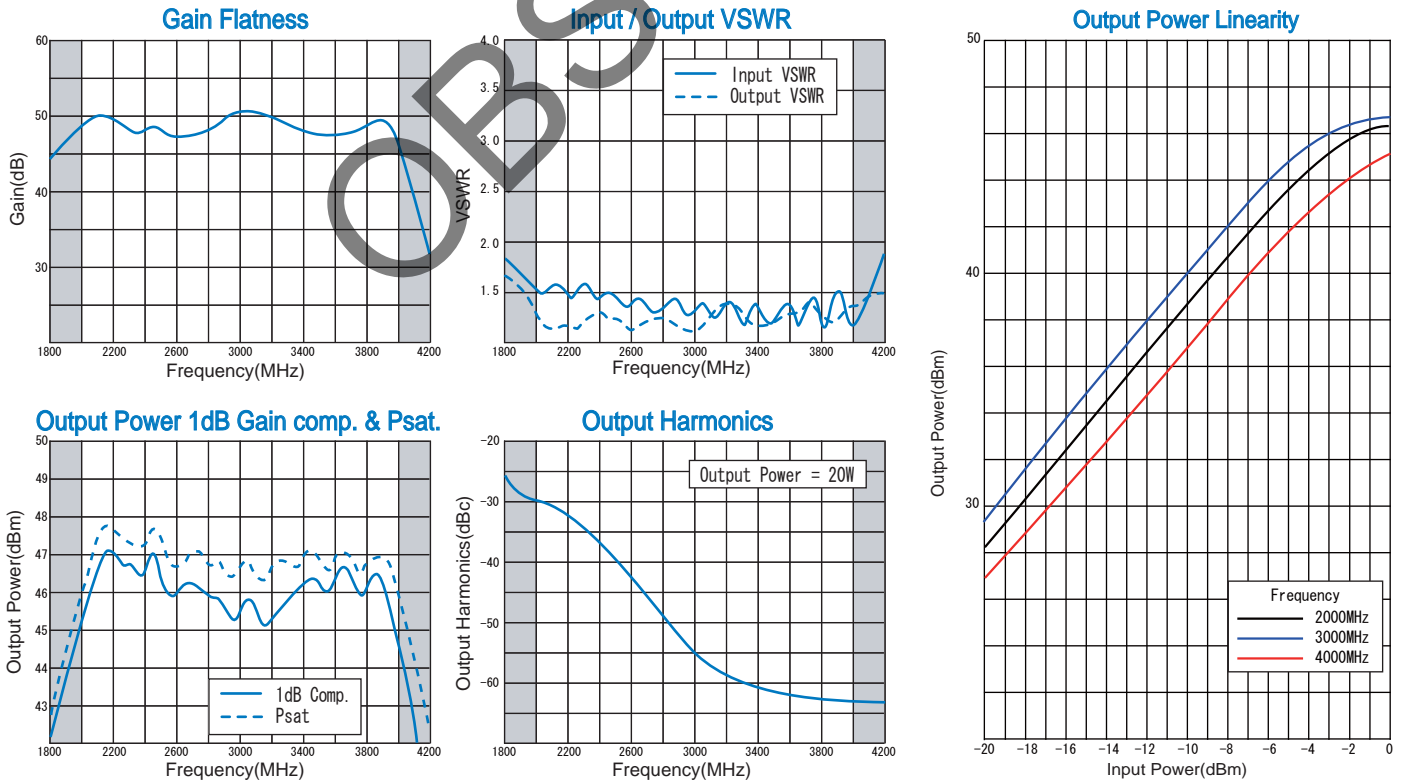 Gain Flatness
60
50
40
30
Gain(dB)
1800 2200 2600 3000 3400 3800 4200
Frequency(MHz)
Input / Output VSWR
4.0
3.5
3.0
2.5
2.0
1.5
VSWR
Input VSWR
Output VSWR
1800 2200 2600 3000 3400 3800 4200
Frequency(MHz)
OBS
Output Power 1dB Gain comp. & Psat.
50
49
48
47
46
45
44
43
Output Power(dBm)
1dB Comp.
Psat
1800 2200 2600 3000 3400 3800 4200
Frequency(MHz)
Output Harmonics
-20
-30
-40
-50
-60
Output Harmonics(dBc)
Output Power = 20W
1800 2200 2600 3000 3400 3800 4200
Frequency(MHz)
Output Power Linearity
50
40
30
Output Power(dBm)
Frequency
2000MHz
3000MHz
4000MHz
-20 -18 -16 -14 -12 -10 -8 -6 -4 -2 0
Input Power(dBm)